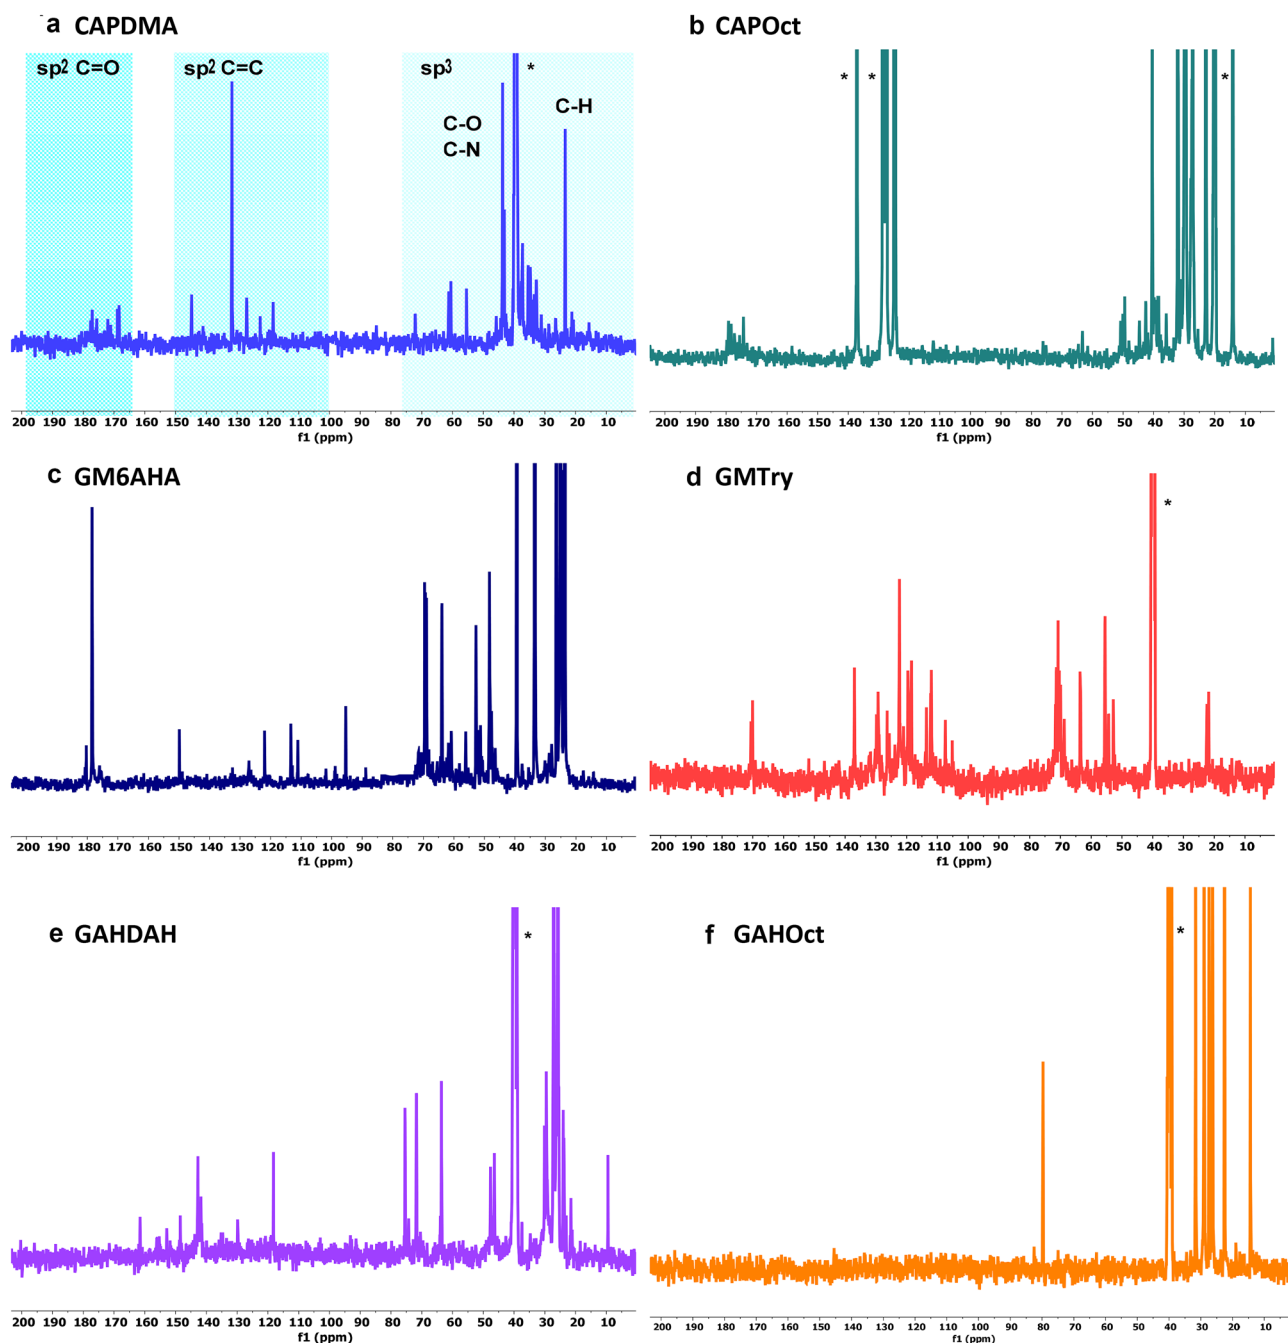 a CAPDMA
sp² C=O
sp² C=C
sp³
*
C-O
C-N
C-H
200 190 180 170 160 150 140 130 120 110 100 90 80 70 60 50 40 30 20 10
f1 (ppm)
b CAPOct
* * *
200 190 180 170 160 150 140 130 120 110 100 90 80 70 60 50 40 30 20 10
f1 (ppm)
c GM6AHA
200 190 180 170 160 150 140 130 120 110 100 90 80 70 60 50 40 30 20 10
f1 (ppm)
d GMTry
*
200 190 180 170 160 150 140 130 120 110 100 90 80 70 60 50 40 30 20 10
f1 (ppm)
e GAHDAH
*
200 190 180 170 160 150 140 130 120 110 100 90 80 70 60 50 40 30 20 10
f1 (ppm)
f GAHOct
*
200 190 180 170 160 150 140 130 120 110 100 90 80 70 60 50 40 30 20 10
f1 (ppm)